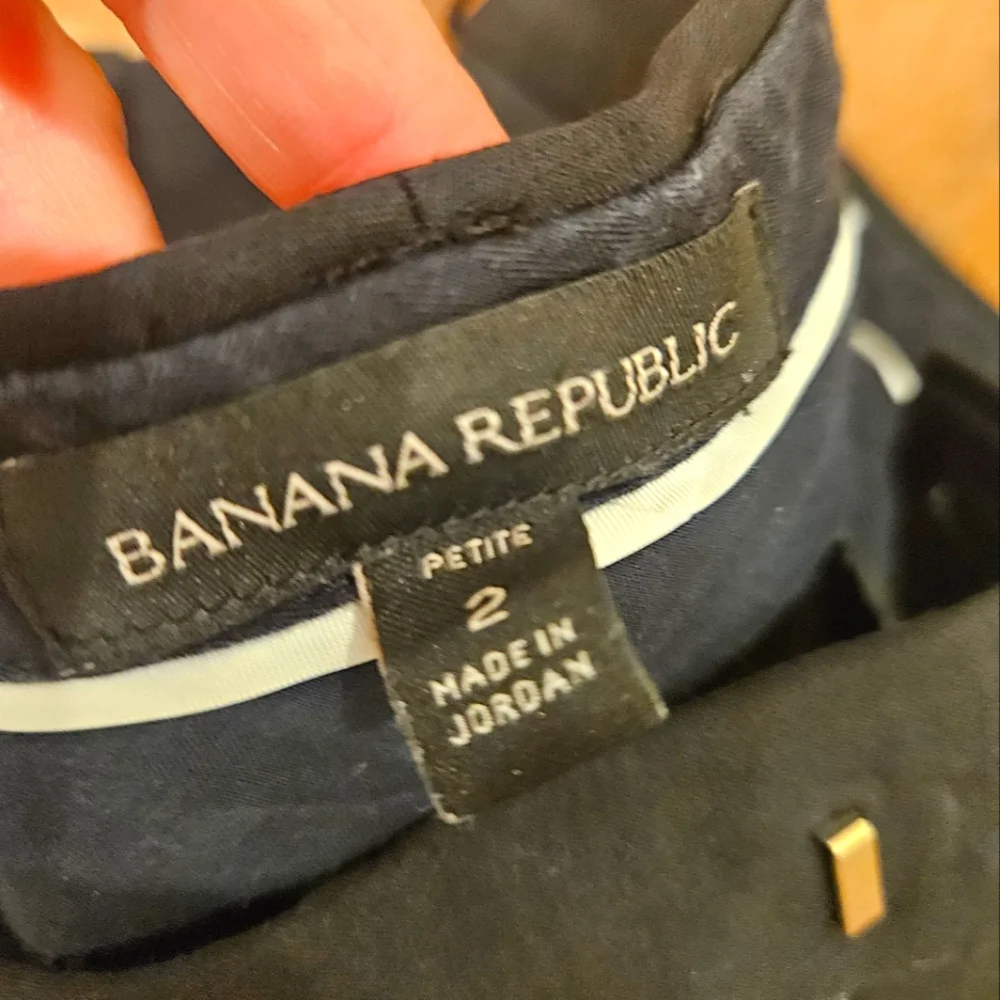 BANANA REPUBLIC
PETITE
2
MADE IN
JORDAN